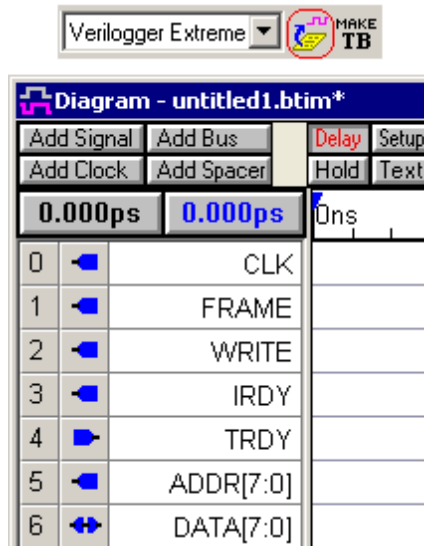 Verilogger Extreme MAKE TB
Diagram - untitled1.btim*
Add Signal Add Bus Delay Setup
Add Clock Add Spacer Hold Text
0.000ps 0.000ps 0ns
0 CLK
1 FRAME
2 WRITE
3 IRDY
4 TRDY
5 ADDR[7:0]
6 DATA[7:0]